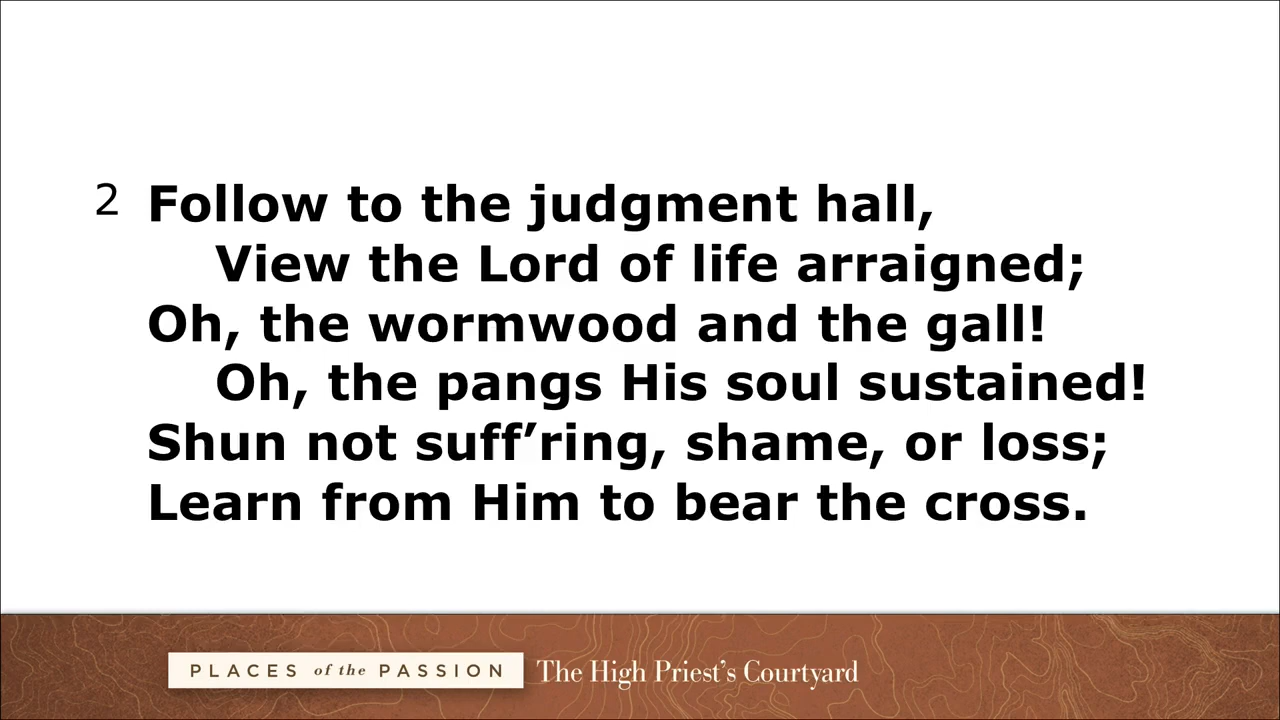 2 Follow to the judgment hall,
View the Lord of life arraigned;
Oh, the wormwood and the gall!
Oh, the pangs His soul sustained!
Shun not suff’ring, shame, or loss;
Learn from Him to bear the cross.
PLACES of the PASSION The High Priest’s Courtyard